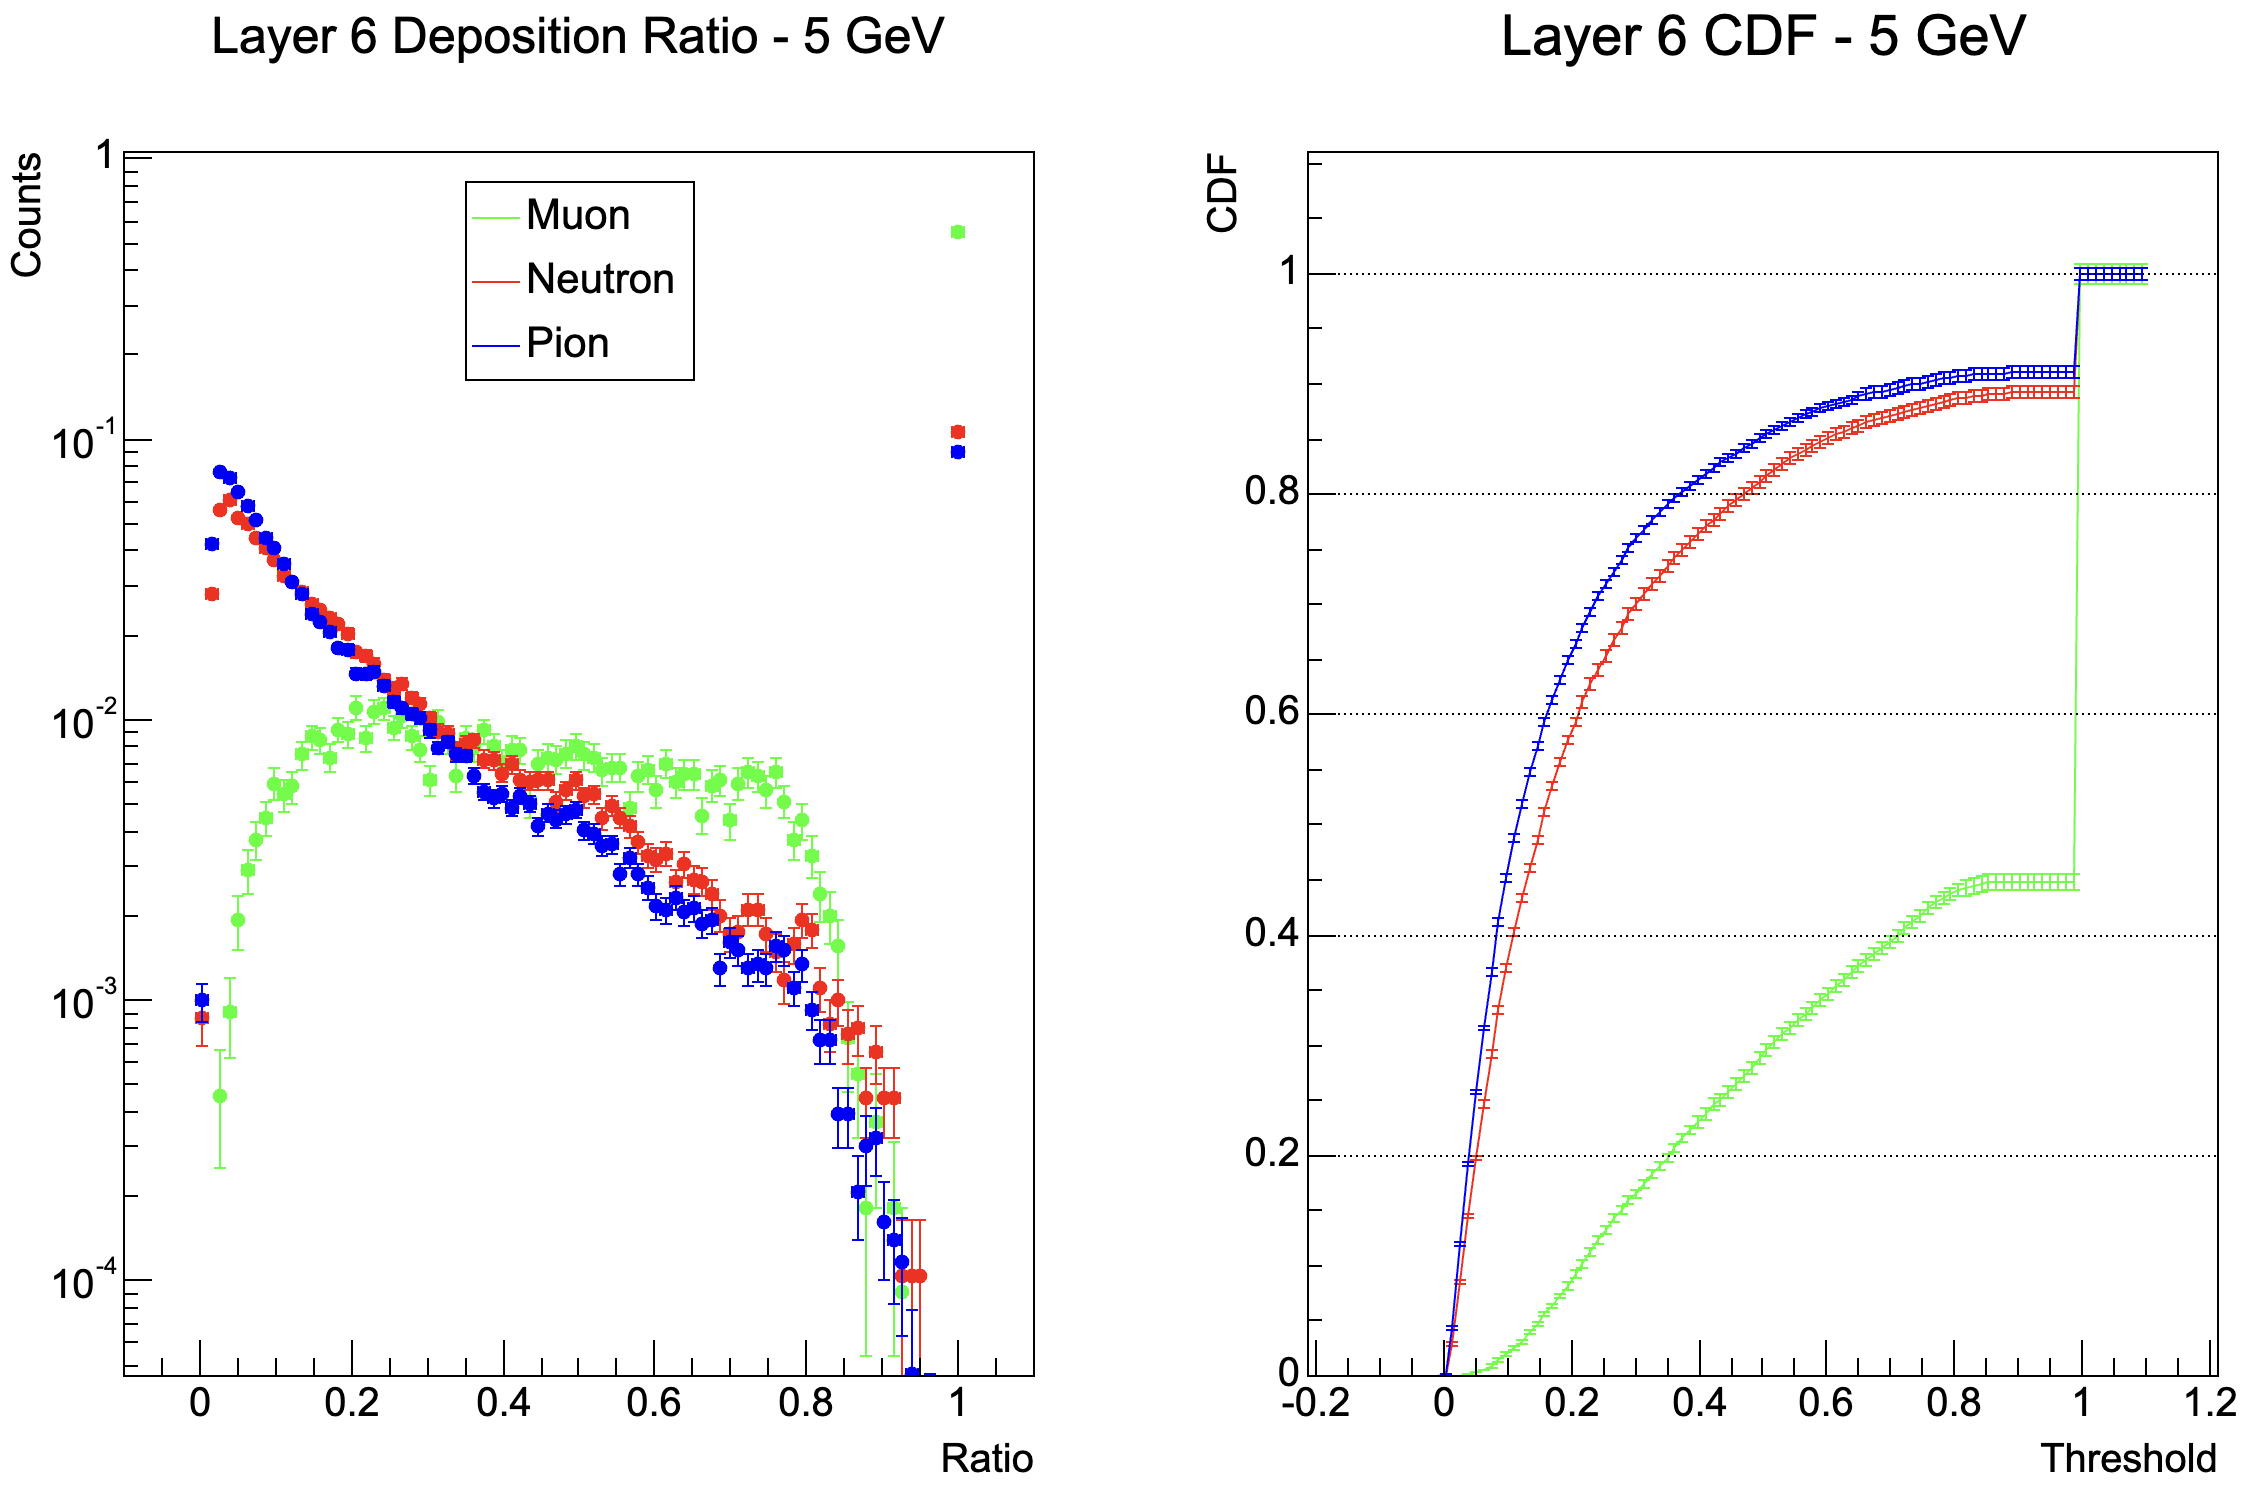 Layer 6 Deposition Ratio - 5 GeV
Counts
1
10-1
10-2
10-3
10-4
Muon
Neutron
Pion
0 0.2 0.4 0.6 0.8 1
Ratio
Layer 6 CDF - 5 GeV
CDF
1
0.8
0.6
0.4
0.2
0
-0.2 0 0.2 0.4 0.6 0.8 1 1.2
Threshold